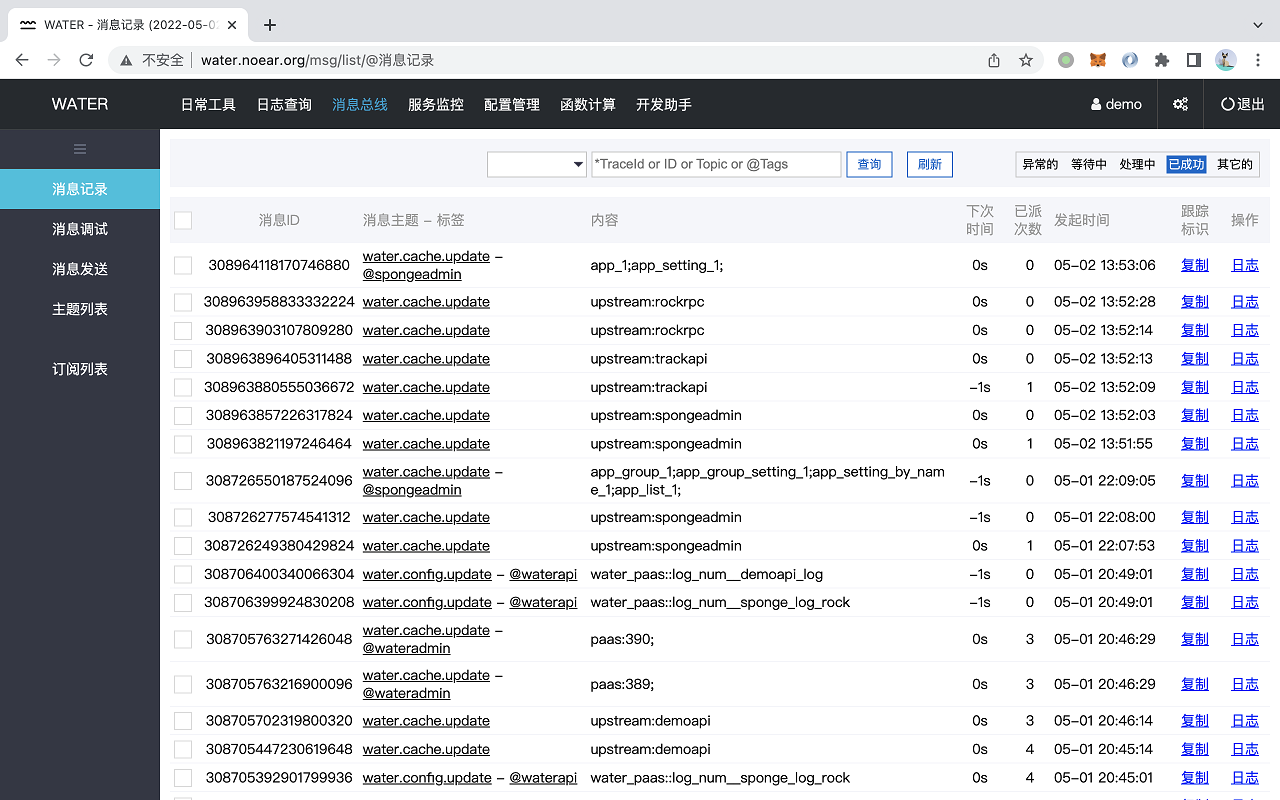 WATER - 消息记录 (2022-05-02
不安全 water.noear.org/msg/list/@消息记录
WATER 日常工具 日志查询 消息总线 服务监控 配置管理 函数计算 开发助手 demo 退出
消息记录
消息调试
消息发送
主题列表
订阅列表
*TraceId or ID or Topic or @Tags 查询 刷新 异常的 等待中 处理中 已成功 其它的
消息ID 消息主题 – 标签 内容 下次时间 已派次数 发起时间 跟踪标识 操作
308964118170746880 water.cache.update – @spongeadmin app_1;app_setting_1; 0s 0 05-02 13:53:06 复制 日志
308963958833332224 water.cache.update upstream:rockrpc 0s 0 05-02 13:52:28 复制 日志
308963903107809280 water.cache.update upstream:rockrpc 0s 0 05-02 13:52:14 复制 日志
308963896405311488 water.cache.update upstream:trackapi 0s 0 05-02 13:52:13 复制 日志
308963880555036672 water.cache.update upstream:trackapi -1s 1 05-02 13:52:09 复制 日志
308963857226317824 water.cache.update upstream:spongeadmin 0s 0 05-02 13:52:03 复制 日志
308963821197246464 water.cache.update upstream:spongeadmin 0s 1 05-02 13:51:55 复制 日志
308726550187524096 water.cache.update – @spongeadmin app_group_1;app_group_setting_1;app_setting_by_name_1;app_list_1; -1s 0 05-01 22:09:05 复制 日志
308726277574541312 water.cache.update upstream:spongeadmin -1s 0 05-01 22:08:00 复制 日志
308726249380429824 water.cache.update upstream:spongeadmin 0s 1 05-01 22:07:53 复制 日志
308706400340066304 water.config.update – @waterapi water_paas::log_num__demoapi_log -1s 0 05-01 20:49:01 复制 日志
308706399924830208 water.config.update – @waterapi water_paas::log_num__sponge_log_rock -1s 0 05-01 20:49:01 复制 日志
308705763271426048 water.cache.update – @wateradmin paas:390; 0s 3 05-01 20:46:29 复制 日志
308705763216900096 water.cache.update – @wateradmin paas:389; 0s 3 05-01 20:46:29 复制 日志
308705702319800320 water.cache.update upstream:demoapi 0s 3 05-01 20:46:14 复制 日志
308705447230619648 water.cache.update upstream:demoapi 0s 4 05-01 20:45:14 复制 日志
308705392901799936 water.config.update – @waterapi water_paas::log_num__sponge_log_rock 0s 4 05-01 20:45:01 复制 日志